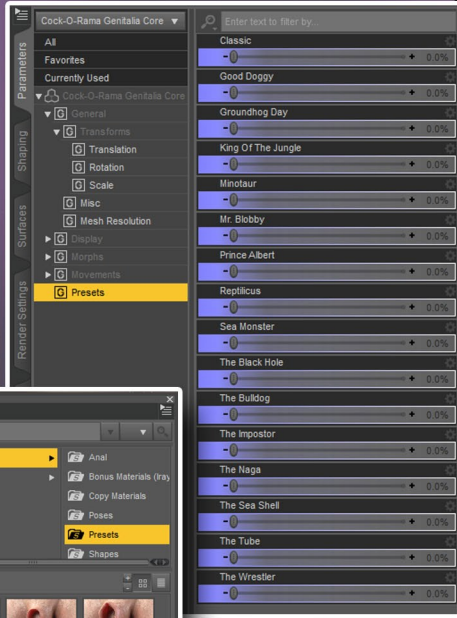 Cock-O-Rama Genitalia Core
Enter text to filter by...
Parameters
Shaping
Surfaces
Render Settings
All
Favorites
Currently Used
Cock-O-Rama Genitalia Core
G General
G Transforms
G Translation
G Rotation
G Scale
G Misc
G Mesh Resolution
G Display
G Morphs
G Movements
G Presets
Classic
- + 0.0%
Good Doggy
- + 0.0%
Groundhog Day
- + 0.0%
King Of The Jungle
- + 0.0%
Minotaur
- + 0.0%
Mr. Blobby
- + 0.0%
Prince Albert
- + 0.0%
Reptilicus
- + 0.0%
Sea Monster
- + 0.0%
The Black Hole
- + 0.0%
The Bulldog
- + 0.0%
The Impostor
- + 0.0%
The Naga
- + 0.0%
The Sea Shell
- + 0.0%
The Tube
- + 0.0%
The Wrestler
- + 0.0%
Anal
Bonus Materials (Iray
Copy Materials
Poses
Presets
Shapes